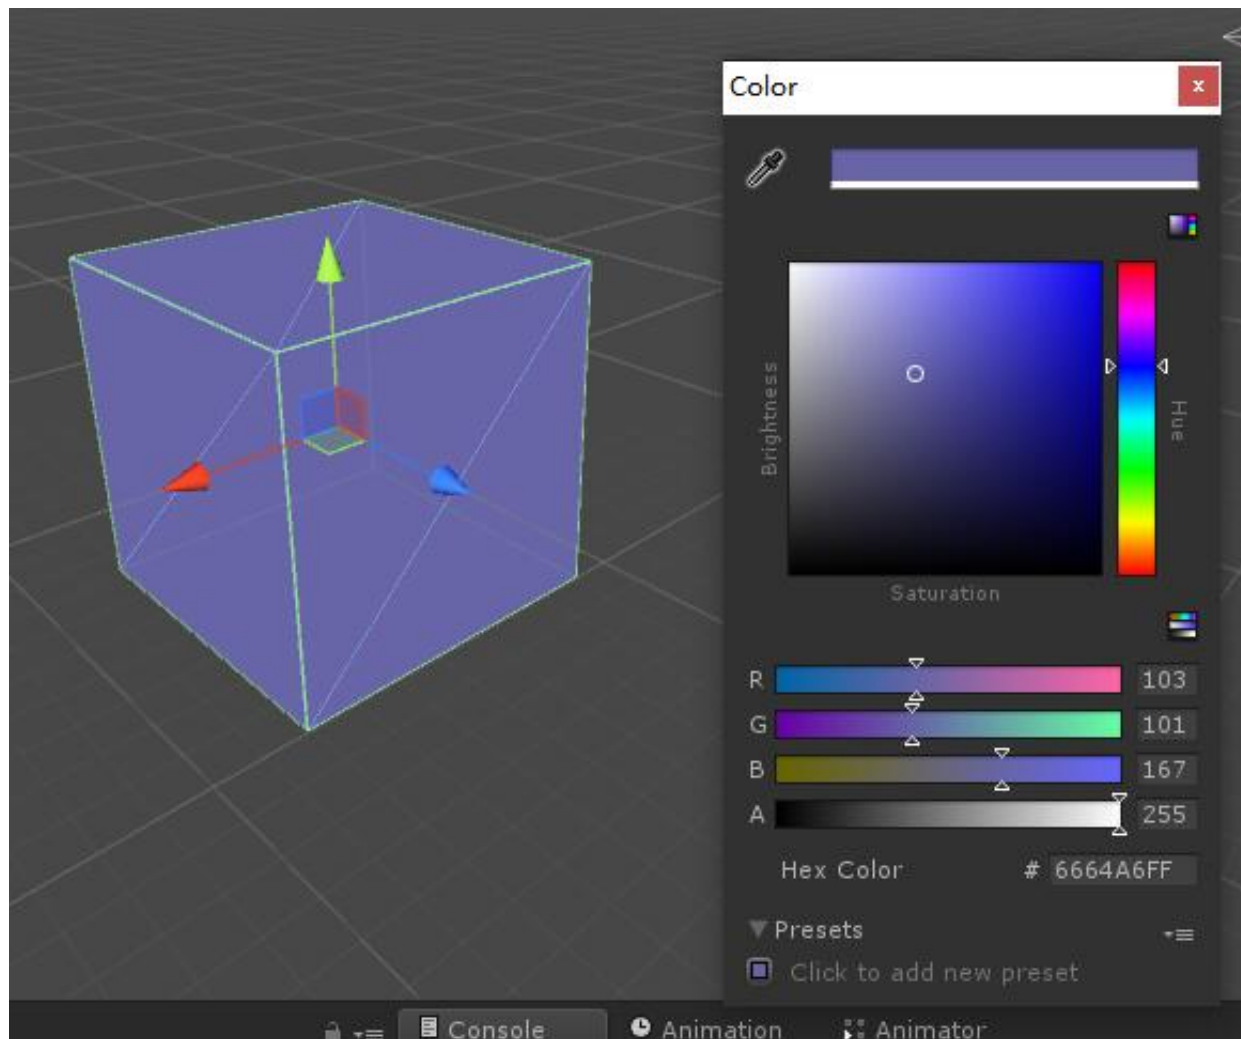 Color
x
Brightness
Hue
Saturation
R 103
G 101
B 167
A 255
Hex Color # 6664A6FF
Presets
Click to add new preset
Console Animation Animator